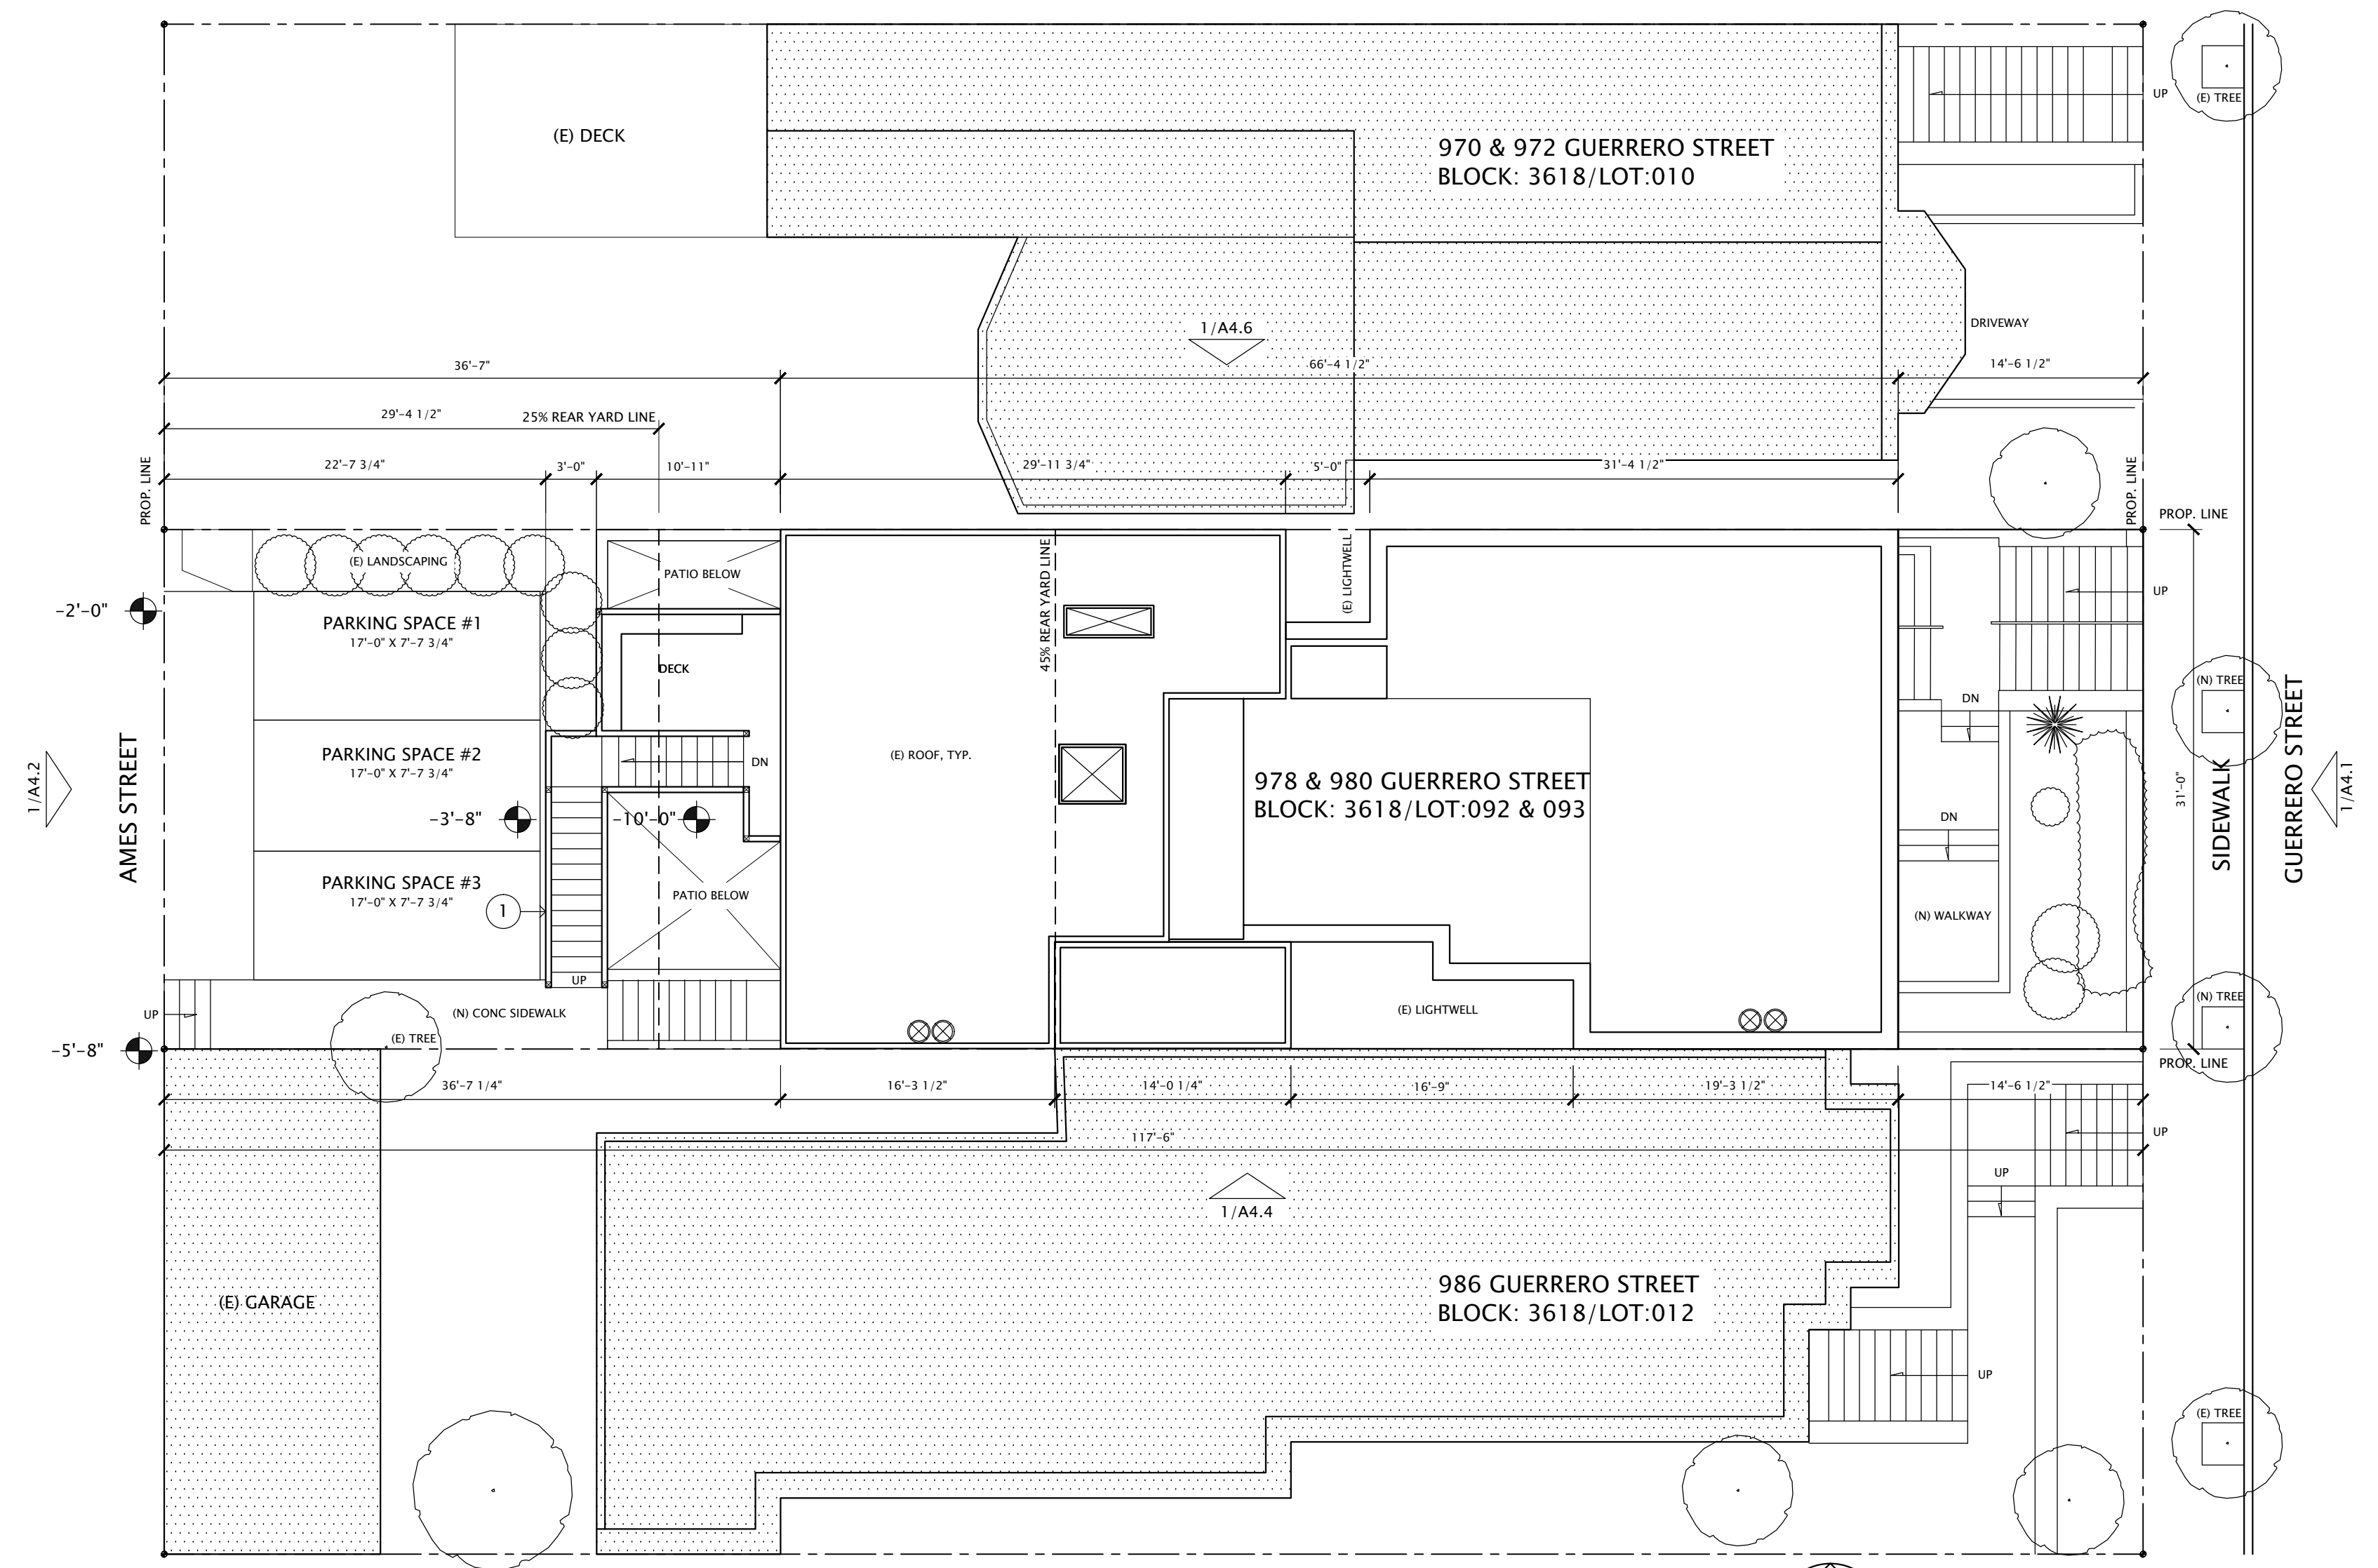 (E) DECK
970 & 972 GUERRERO STREET
BLOCK: 3618/LOT:010
UP
(E) TREE
1/A4.6
DRIVEWAY
36'-7"
66'-4 1/2"
14'-6 1/2"
29'-4 1/2"
25% REAR YARD LINE
22'-7 3/4"
3'-0"
10'-11"
29'-11 3/4"
5'-0"
31'-4 1/2"
PROP. LINE
PROP. LINE
PROP. LINE
(E) LANDSCAPING
PATIO BELOW
45% REAR YARD LINE
(E) LIGHTWELL
-2'-0"
PARKING SPACE #1
17'-0" X 7'-7 3/4"
DECK
UP
(N) TREE
DN
PARKING SPACE #2
17'-0" X 7'-7 3/4"
DN
(E) ROOF, TYP.
978 & 980 GUERRERO STREET
BLOCK: 3618/LOT:092 & 093
1/A4.2
AMES STREET
31'-0"
SIDEWALK
GUERRERO STREET
1/A4.1
-3'-8"
-10'-0"
DN
PARKING SPACE #3
17'-0" X 7'-7 3/4"
1
PATIO BELOW
(N) WALKWAY
UP
UP
(N) CONC SIDEWALK
(E) LIGHTWELL
(N) TREE
(E) TREE
-5'-8"
PROP. LINE
36'-7 1/4"
16'-3 1/2"
14'-0 1/4"
16'-9"
19'-3 1/2"
14'-6 1/2"
117'-6"
UP
UP
1/A4.4
(E) GARAGE
986 GUERRERO STREET
BLOCK: 3618/LOT:012
UP
(E) TREE